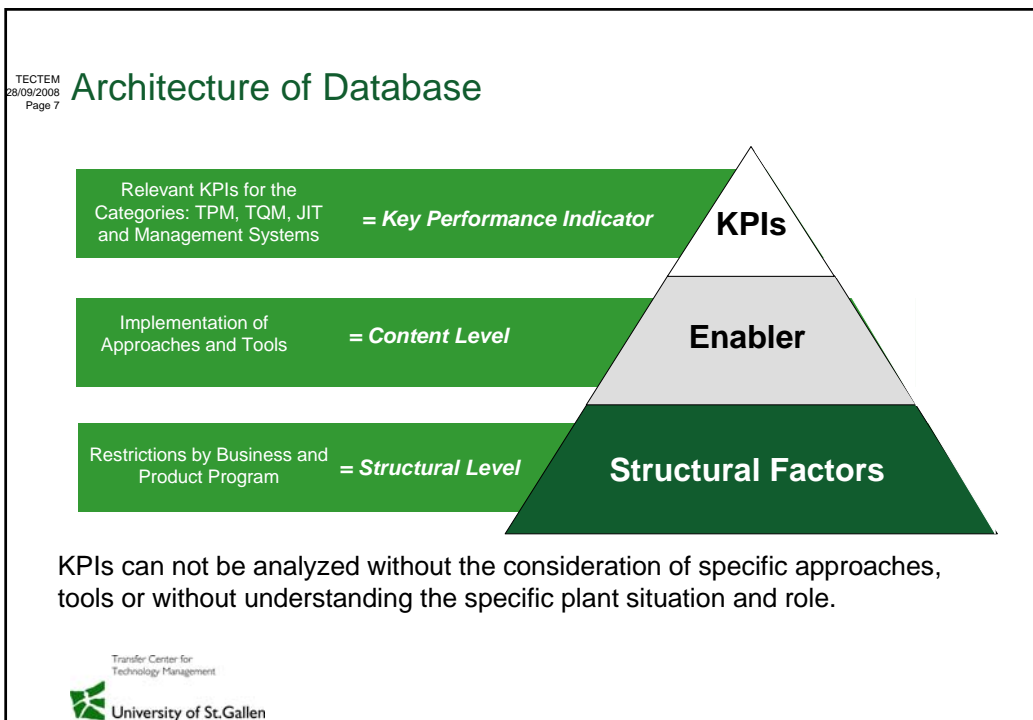 TECTEM
28/09/2008
Page 7
Architecture of Database
Relevant KPIs for the
Categories: TPM, TQM, JIT
and Management Systems
= Key Performance Indicator
KPIs
Implementation of
Approaches and Tools
= Content Level
Enabler
Restrictions by Business and
Product Program
= Structural Level
Structural Factors
KPIs can not be analyzed without the consideration of specific approaches,
tools or without understanding the specific plant situation and role.
Transfer Center for
Technology Management
University of St.Gallen